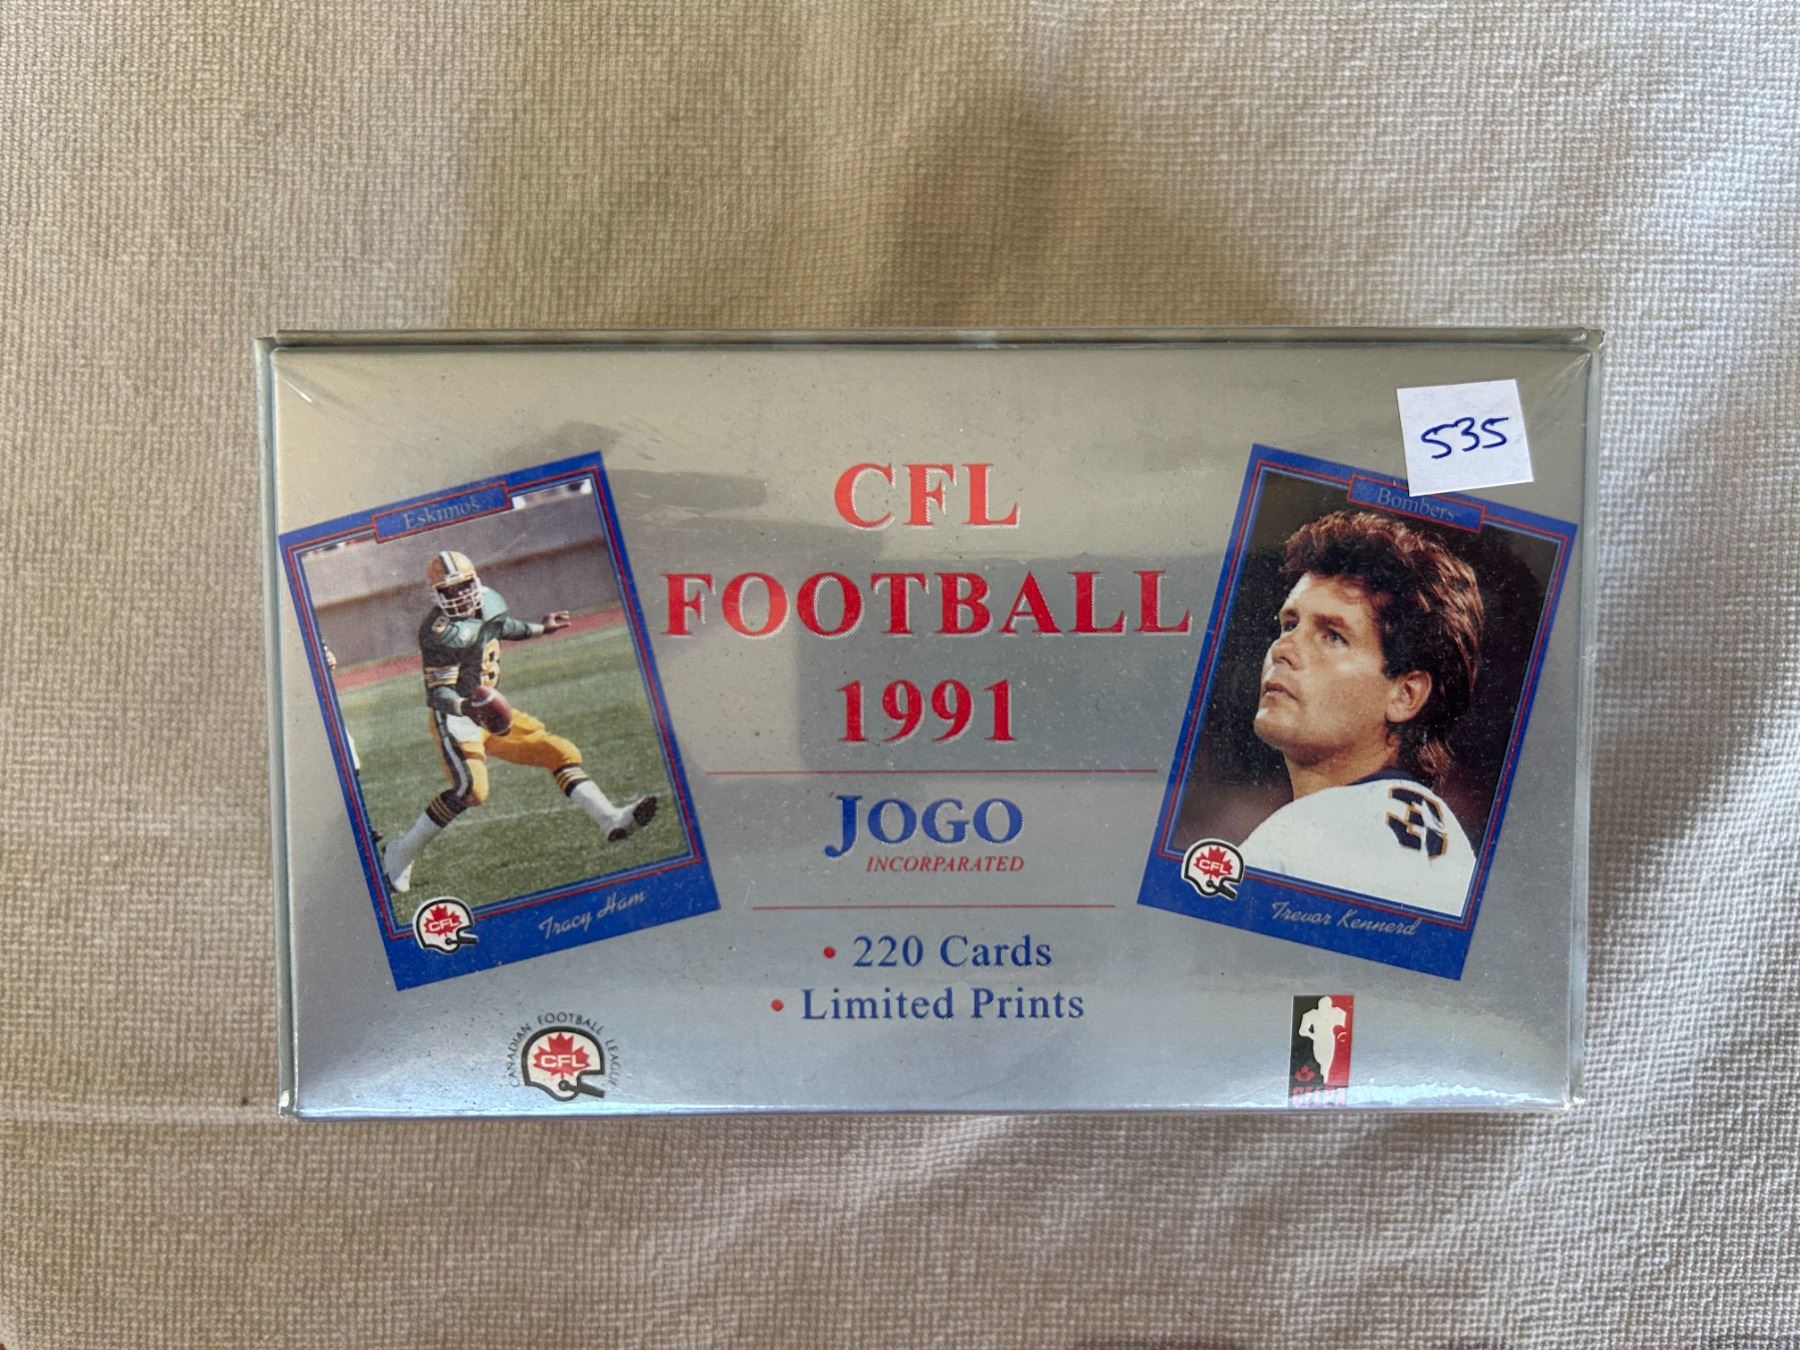 535
Eskimos
Bombers
CFL
FOOTBALL
1991
JOGO
INCORPARATED
• 220 Cards
• Limited Prints
CFL
Tracy Ham
CFL
Trevor Kennerd
CANADIAN FOOTBALL LEAGUE
CFL